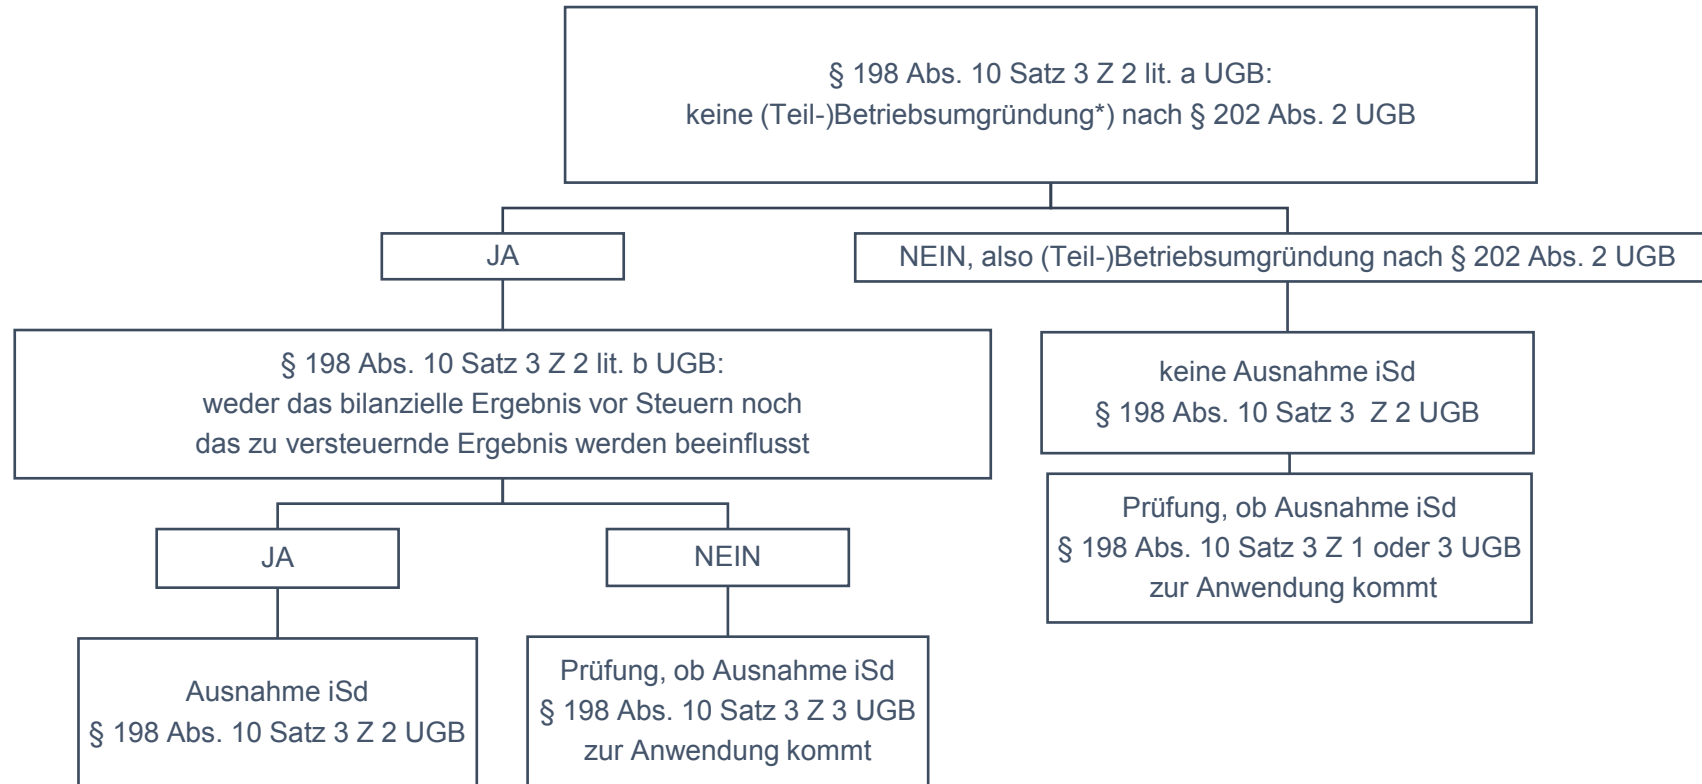 § 198 Abs. 10 Satz 3 Z 2 lit. a UGB:
keine (Teil-)Betriebsumgründung*) nach § 202 Abs. 2 UGB
JA
NEIN, also (Teil-)Betriebsumgründung nach § 202 Abs. 2 UGB
§ 198 Abs. 10 Satz 3 Z 2 lit. b UGB:
weder das bilanzielle Ergebnis vor Steuern noch
das zu versteuernde Ergebnis werden beeinflusst
keine Ausnahme iSd
§ 198 Abs. 10 Satz 3 Z 2 UGB
Prüfung, ob Ausnahme iSd
§ 198 Abs. 10 Satz 3 Z 1 oder 3 UGB
zur Anwendung kommt
JA
NEIN
Ausnahme iSd
§ 198 Abs. 10 Satz 3 Z 2 UGB
Prüfung, ob Ausnahme iSd
§ 198 Abs. 10 Satz 3 Z 3 UGB
zur Anwendung kommt